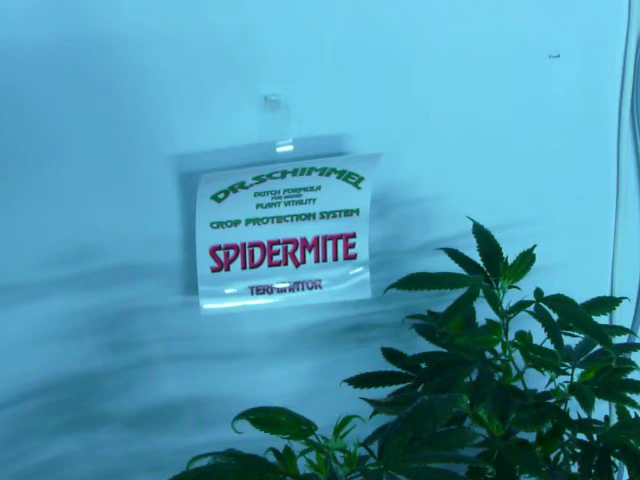 DR.SCHIMMEL
DUTCH FORMULA
PLANT VITALITY
CROP PROTECTION SYSTEM
SPIDERMITE
TERMINATOR